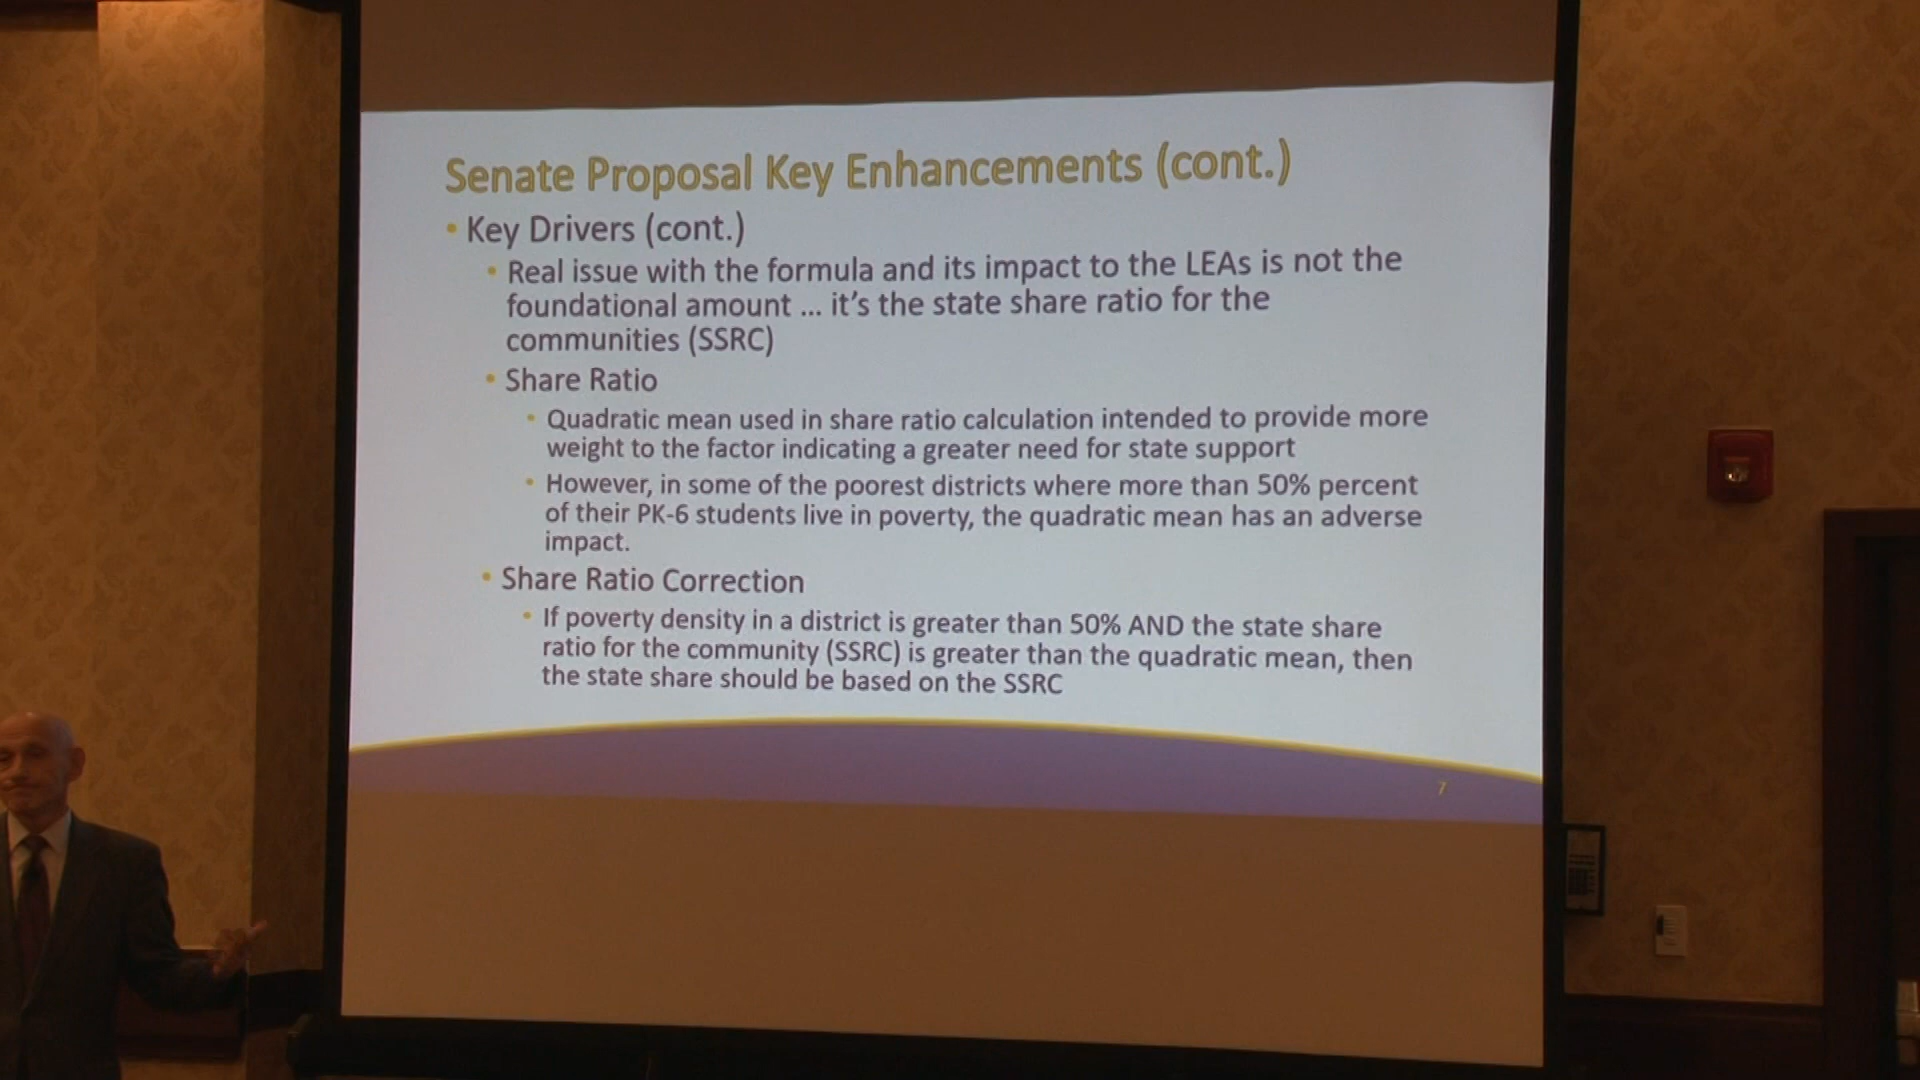 Senate Proposal Key Enhancements (cont.)
• Key Drivers (cont.)
• Real issue with the formula and its impact to the LEAs is not the
foundational amount ... it's the state share ratio for the
communities (SSRC)
• Share Ratio
• Quadratic mean used in share ratio calculation intended to provide more
weight to the factor indicating a greater need for state support
• However, in some of the poorest districts where more than 50% percent
of their PK-6 students live in poverty, the quadratic mean has an adverse
impact.
• Share Ratio Correction
• If poverty density in a district is greater than 50% AND the state share
ratio for the community (SSRC) is greater than the quadratic mean, then
the state share should be based on the SSRC
7